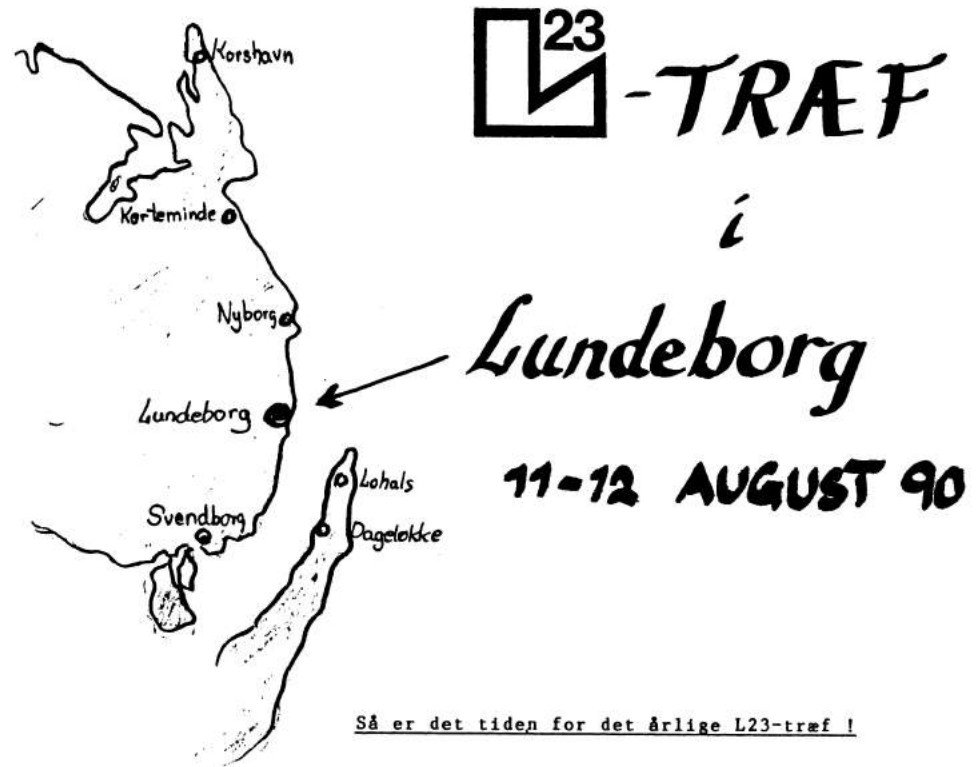 L23 -TRÆF
i
Lundeborg
11-12 AUGUST 90
Korshavn
Kerteminde
Nyborg
Lundeborg
Svendborg
Lohals
Dageløkke
Så er det tiden for det årlige L23-træf !